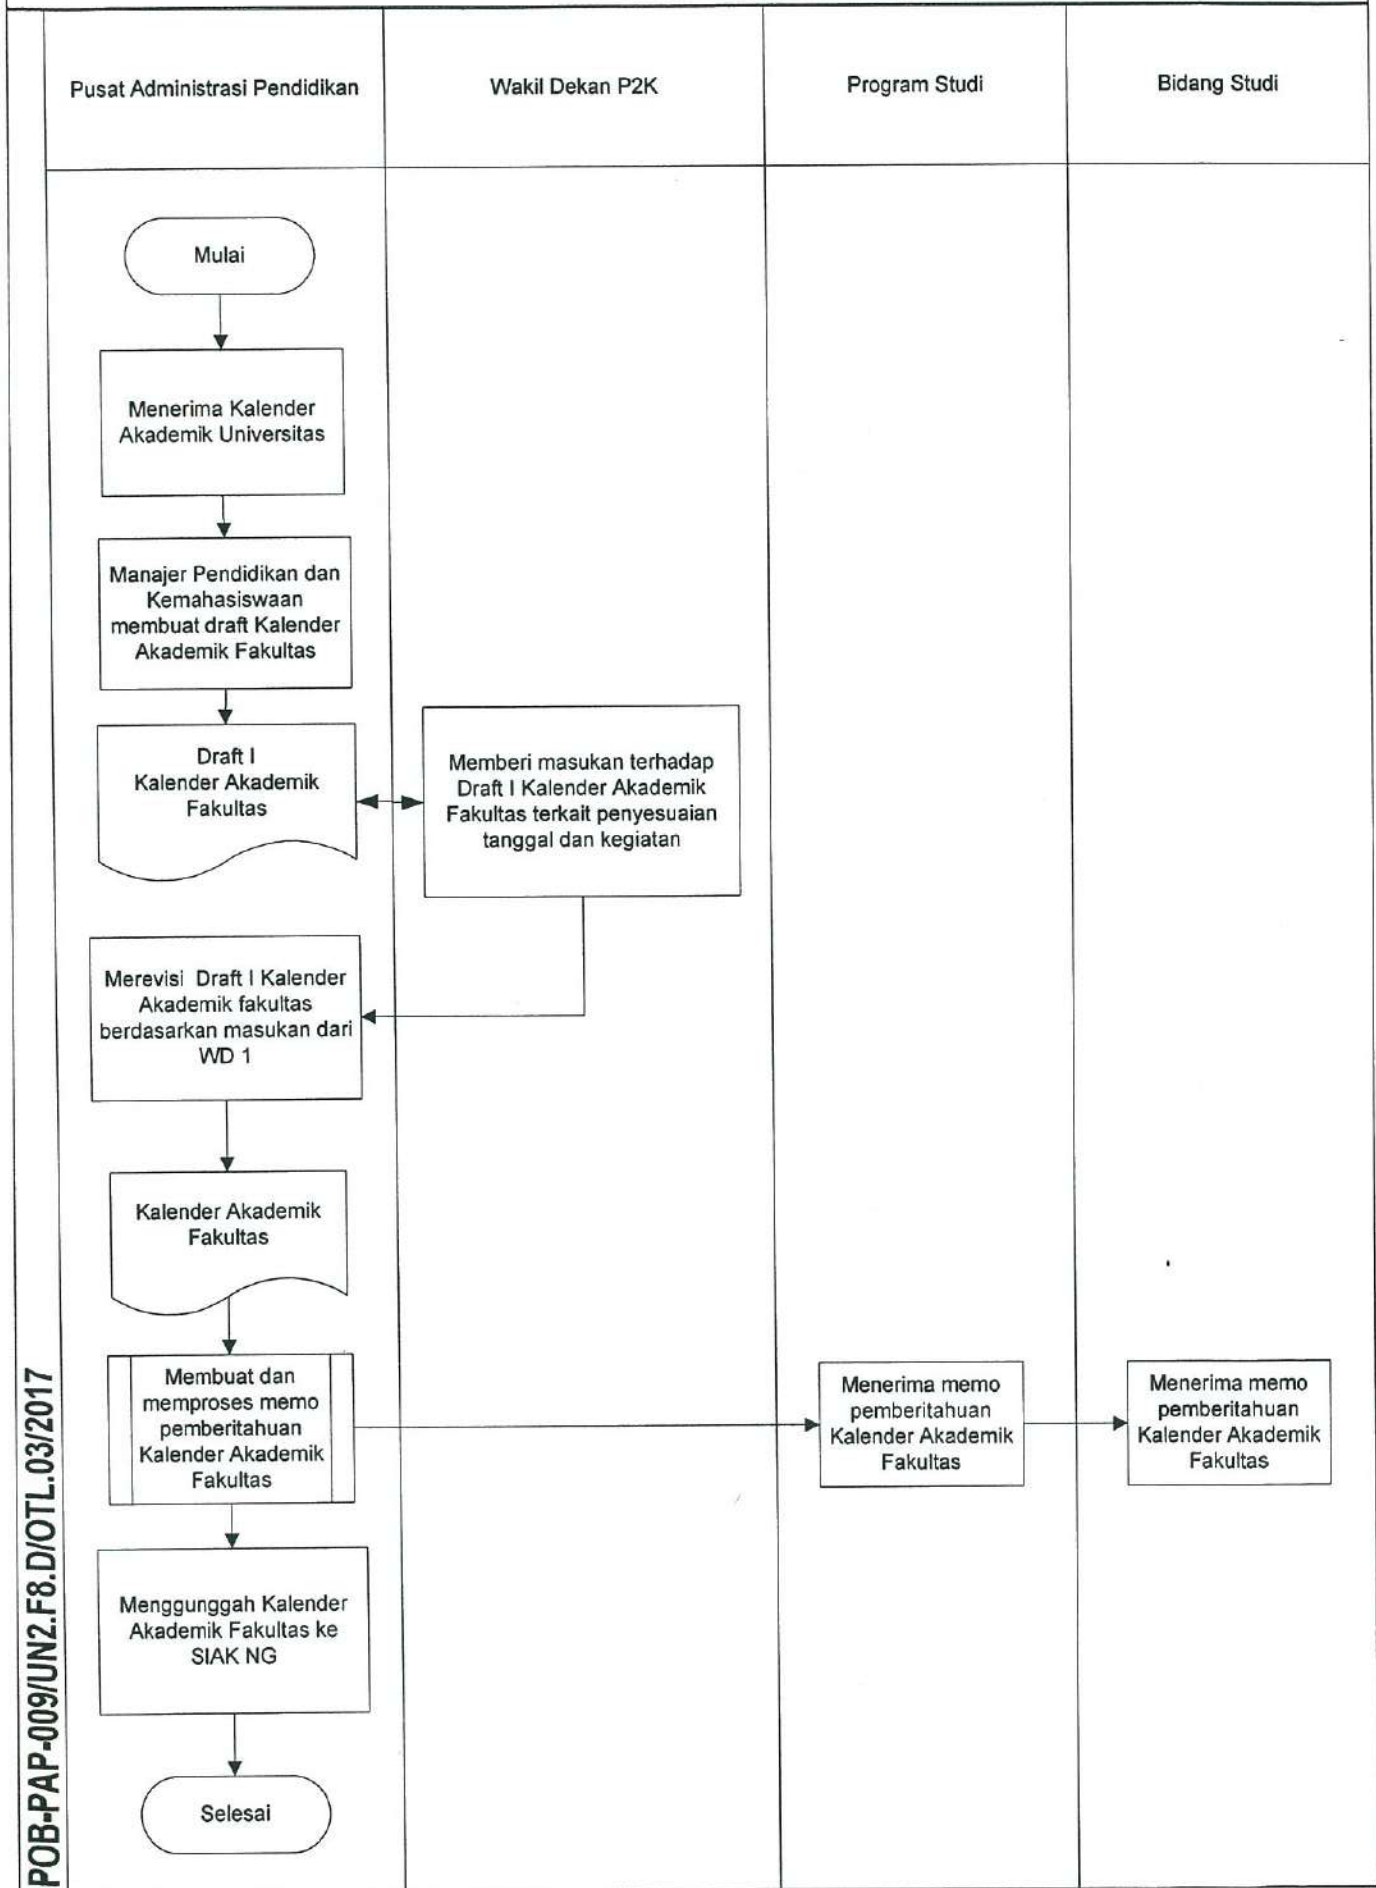 Pusat Administrasi Pendidikan
Wakil Dekan P2K
Program Studi
Bidang Studi
Mulai
Menerima Kalender
Akademik Universitas
Manajer Pendidikan dan
Kemahasiswaan
membuat draft Kalender
Akademik Fakultas
Draft I
Kalender Akademik
Fakultas
Memberi masukan terhadap
Draft I Kalender Akademik
Fakultas terkait penyesuaian
tanggal dan kegiatan
Merevisi Draft I Kalender
Akademik fakultas
berdasarkan masukan dari
WD 1
Kalender Akademik
Fakultas
Membuat dan
memproses memo
pemberitahuan
Kalender Akademik
Fakultas
Menerima memo
pemberitahuan
Kalender Akademik
Fakultas
Menerima memo
pemberitahuan
Kalender Akademik
Fakultas
Menggunggah Kalender
Akademik Fakultas ke
SIAK NG
Selesai
POB-PAP-009/UN2.F8.D/OTL.03/2017